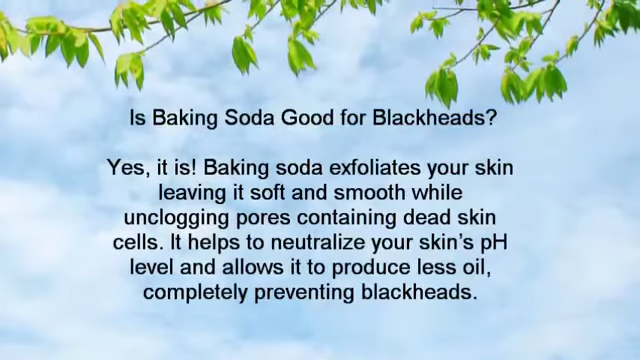 Is Baking Soda Good for Blackheads?
Yes, it is! Baking soda exfoliates your skin
leaving it soft and smooth while
unclogging pores containing dead skin
cells. It helps to neutralize your skin’s pH
level and allows it to produce less oil,
completely preventing blackheads.